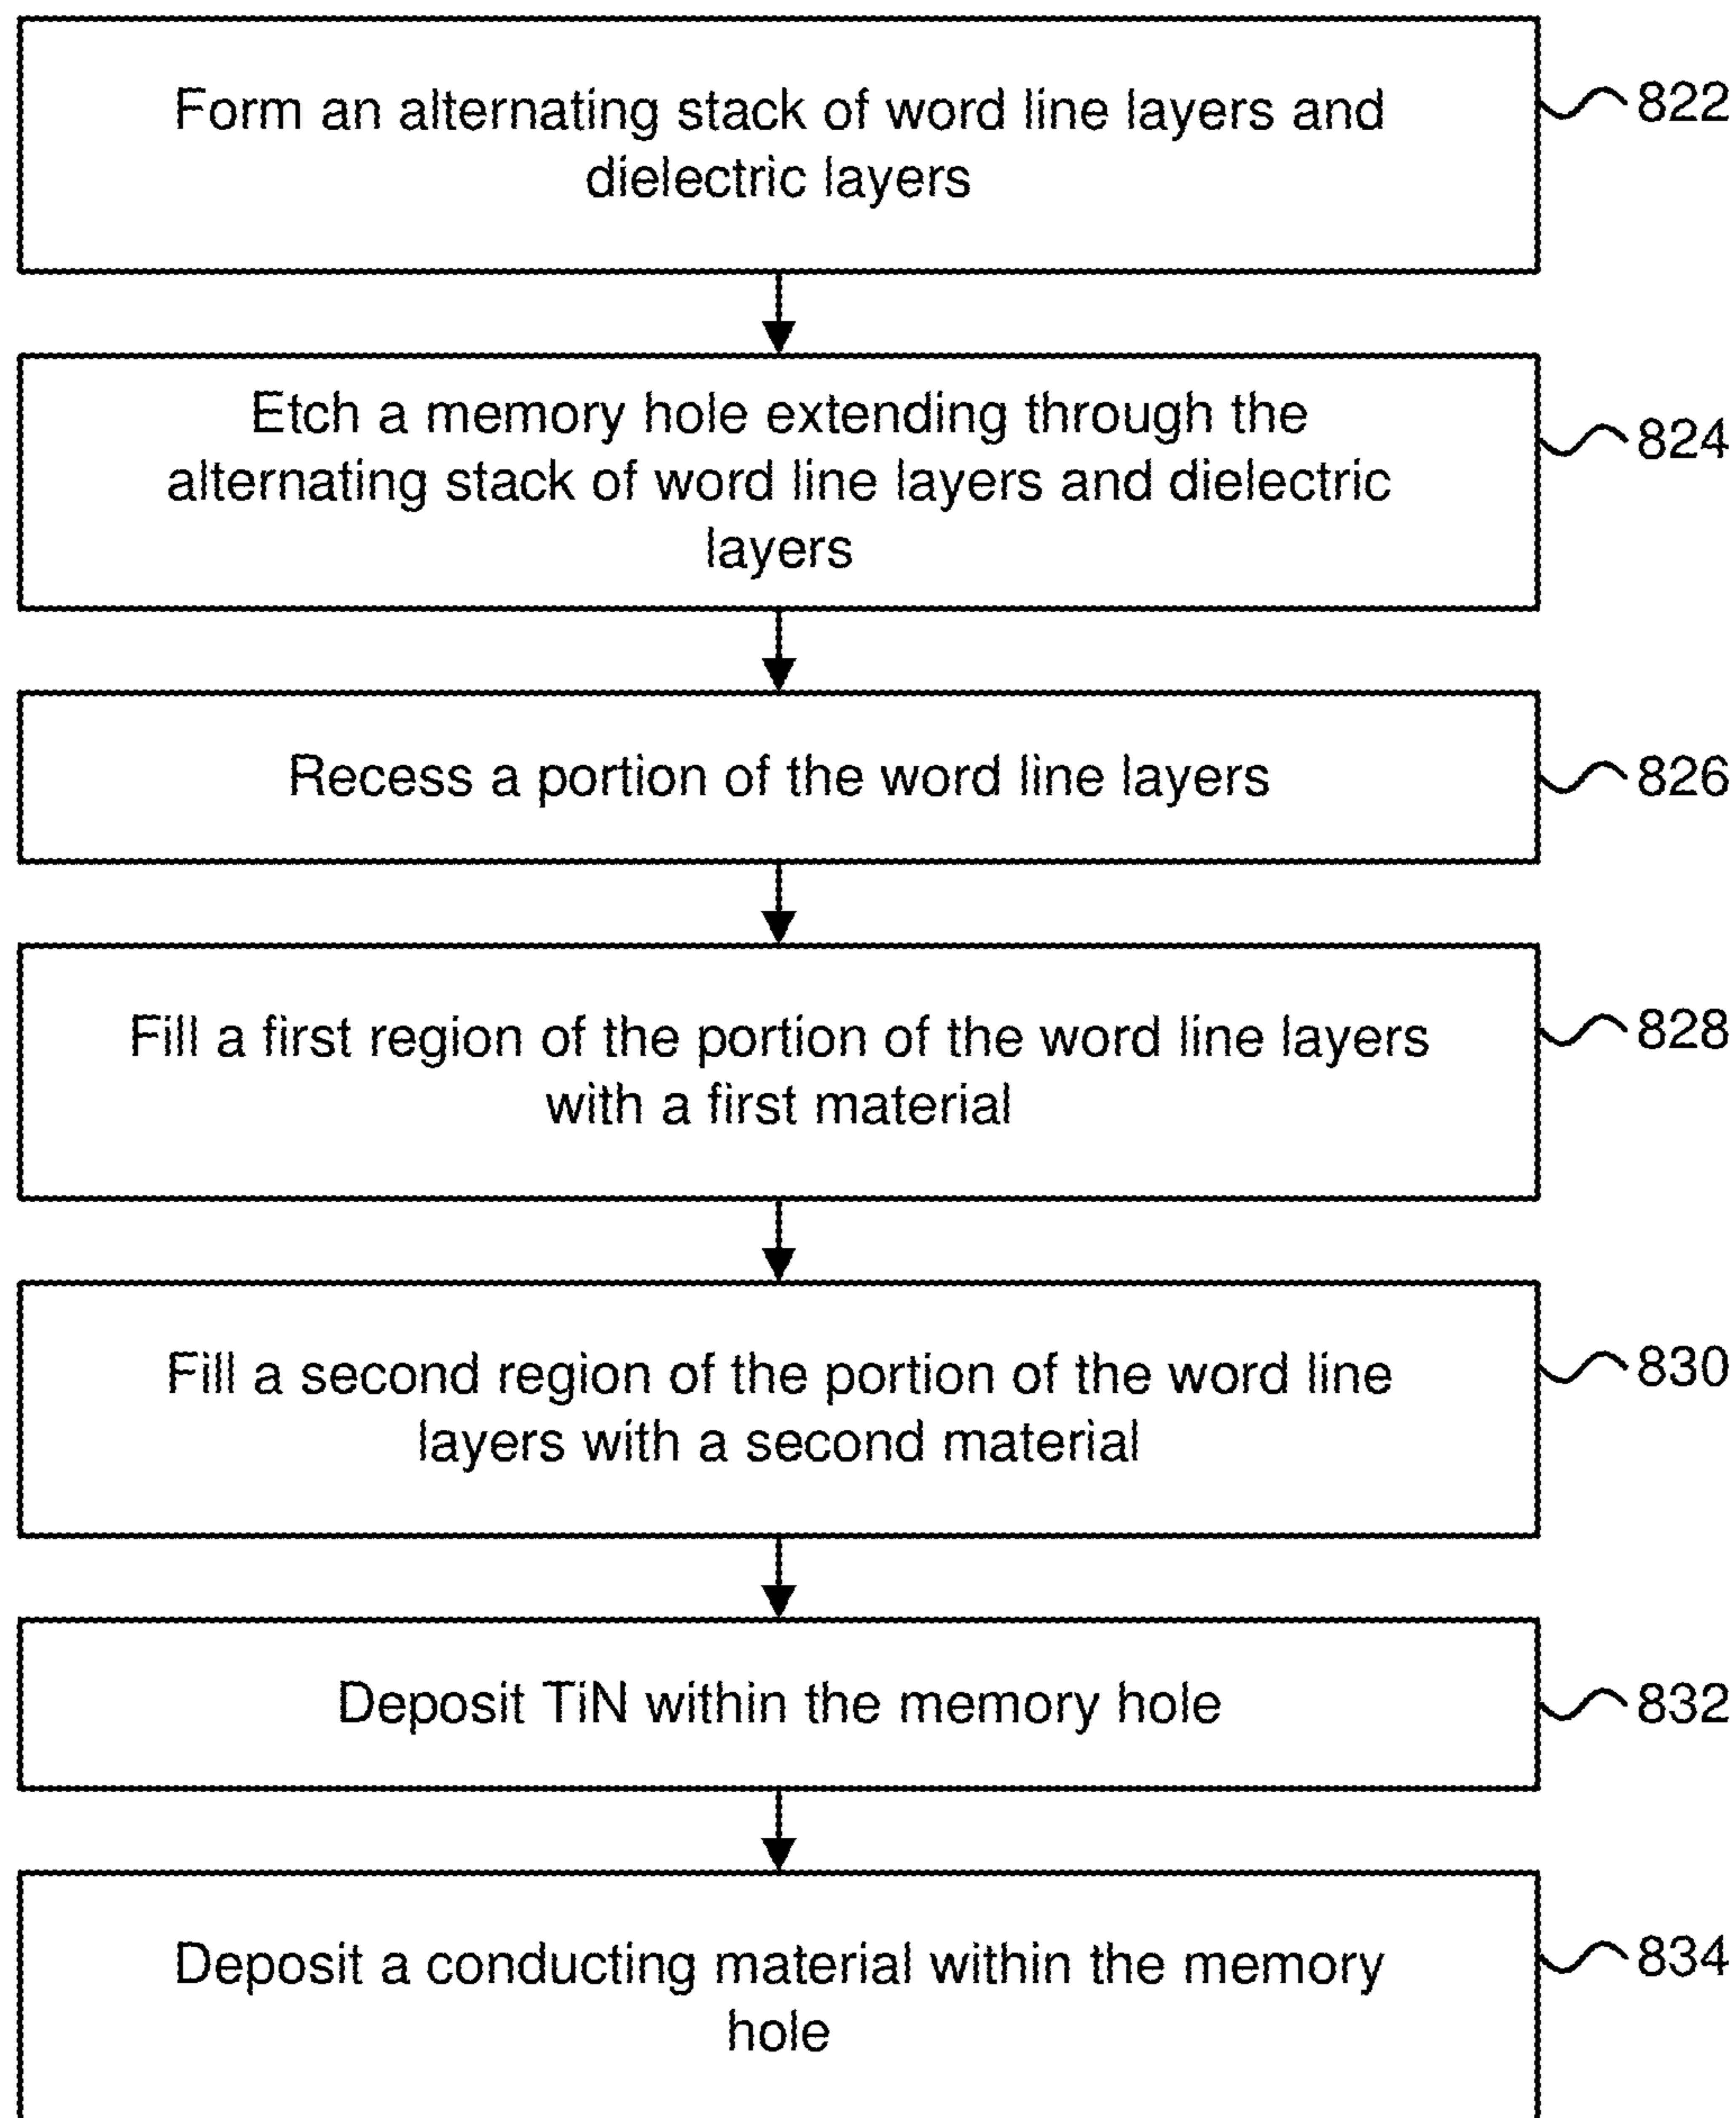 Form an alternating stack of word line layers and
dielectric layers
822
Etch a memory hole extending through the
alternating stack of word line layers and dielectric
layers
824
Recess a portion of the word line layers
826
Fill a first region of the portion of the word line layers
with a first material
828
Fill a second region of the portion of the word line
layers with a second material
830
Deposit TiN within the memory hole
832
Deposit a conducting material within the memory
hole
834